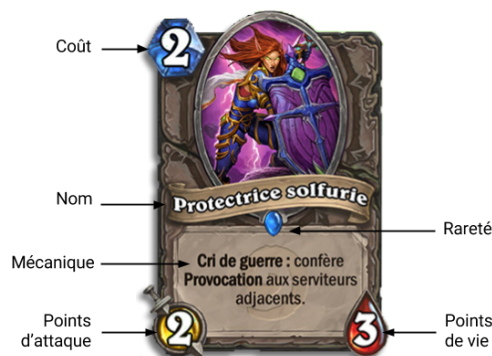 Coût
2
Nom
Protectrice solfurie
Rareté
Mécanique
Cri de guerre : confère
Provocation aux serviteurs
adjacents.
Points
d'attaque
2
3
Points
de vie